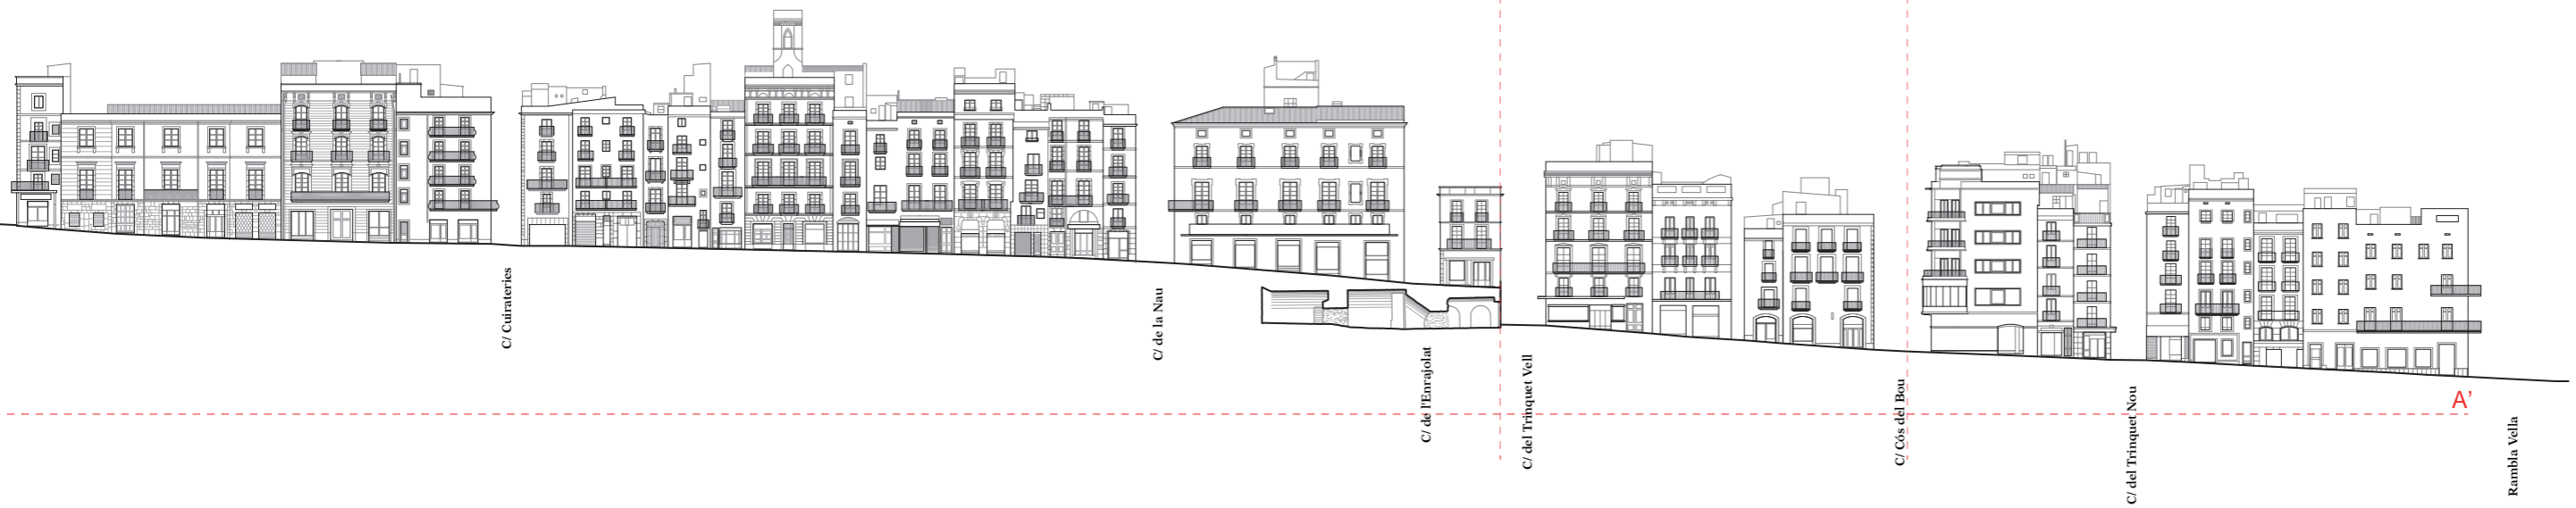 C/ Cuirateries
C/ de la Nau
C/ de l'Enrajolat
C/ del Trinquet Vell
C/ Cós del Bou
C/ del Trinquet Nou
A’
Rambla Vella